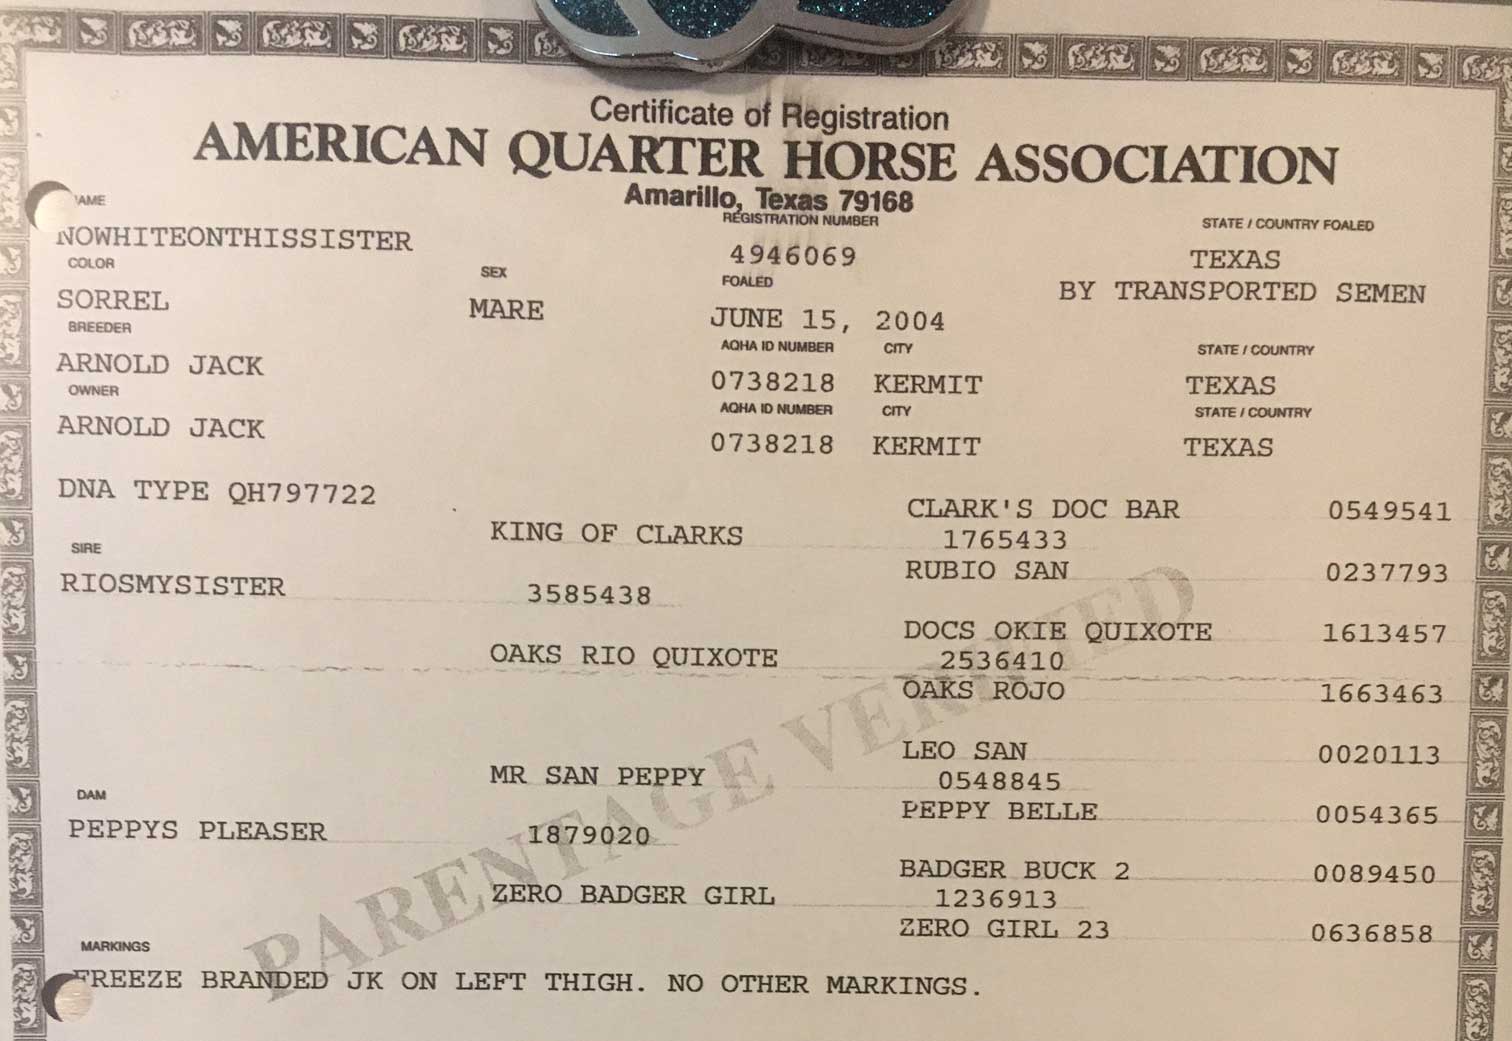 Certificate of Registration
AMERICAN QUARTER HORSE ASSOCIATION
Amarillo, Texas 79168
NAME REGISTRATION NUMBER STATE / COUNTRY FOALED
NOWHITEONTHISSISTER 4946069 TEXAS
COLOR SEX FOALED BY TRANSPORTED SEMEN
SORREL MARE JUNE 15, 2004
BREEDER AQHA ID NUMBER CITY STATE / COUNTRY
ARNOLD JACK 0738218 KERMIT TEXAS
OWNER AQHA ID NUMBER CITY STATE / COUNTRY
ARNOLD JACK 0738218 KERMIT TEXAS
DNA TYPE QH797722
CLARK'S DOC BAR 0549541
KING OF CLARKS 1765433
SIRE RUBIO SAN 0237793
RIOSMYSISTER 3585438
DOCS OKIE QUIXOTE 1613457
OAKS RIO QUIXOTE 2536410
OAKS ROJO 1663463
LEO SAN 0020113
MR SAN PEPPY 0548845
DAM PEPPY BELLE 0054365
PEPPYS PLEASER 1879020
BADGER BUCK 2 0089450
ZERO BADGER GIRL 1236913
ZERO GIRL 23 0636858
MARKINGS
FREEZE BRANDED JK ON LEFT THIGH. NO OTHER MARKINGS.
PARENTAGE VERIFIED